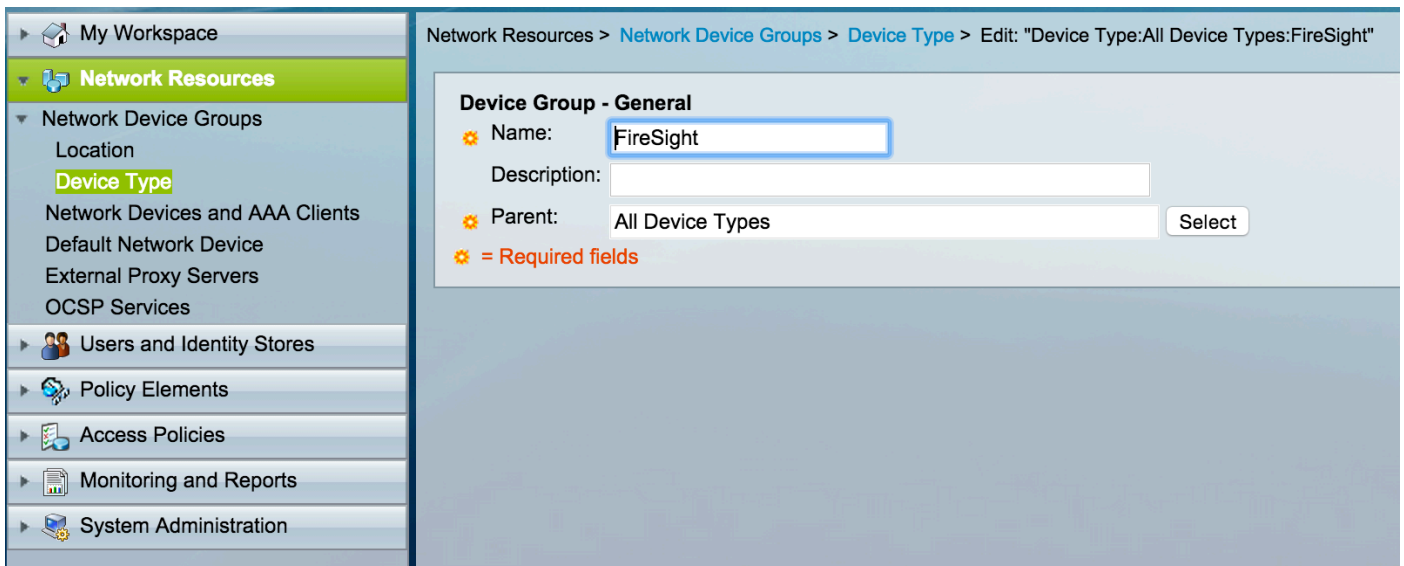 My Workspace
Network Resources
Network Device Groups
Location
Device Type
Network Devices and AAA Clients
Default Network Device
External Proxy Servers
OCSP Services
Users and Identity Stores
Policy Elements
Access Policies
Monitoring and Reports
System Administration
Network Resources > Network Device Groups > Device Type > Edit: "Device Type:All Device Types:FireSight"
Device Group - General
Name: FireSight
Description:
Parent: All Device Types Select
= Required fields